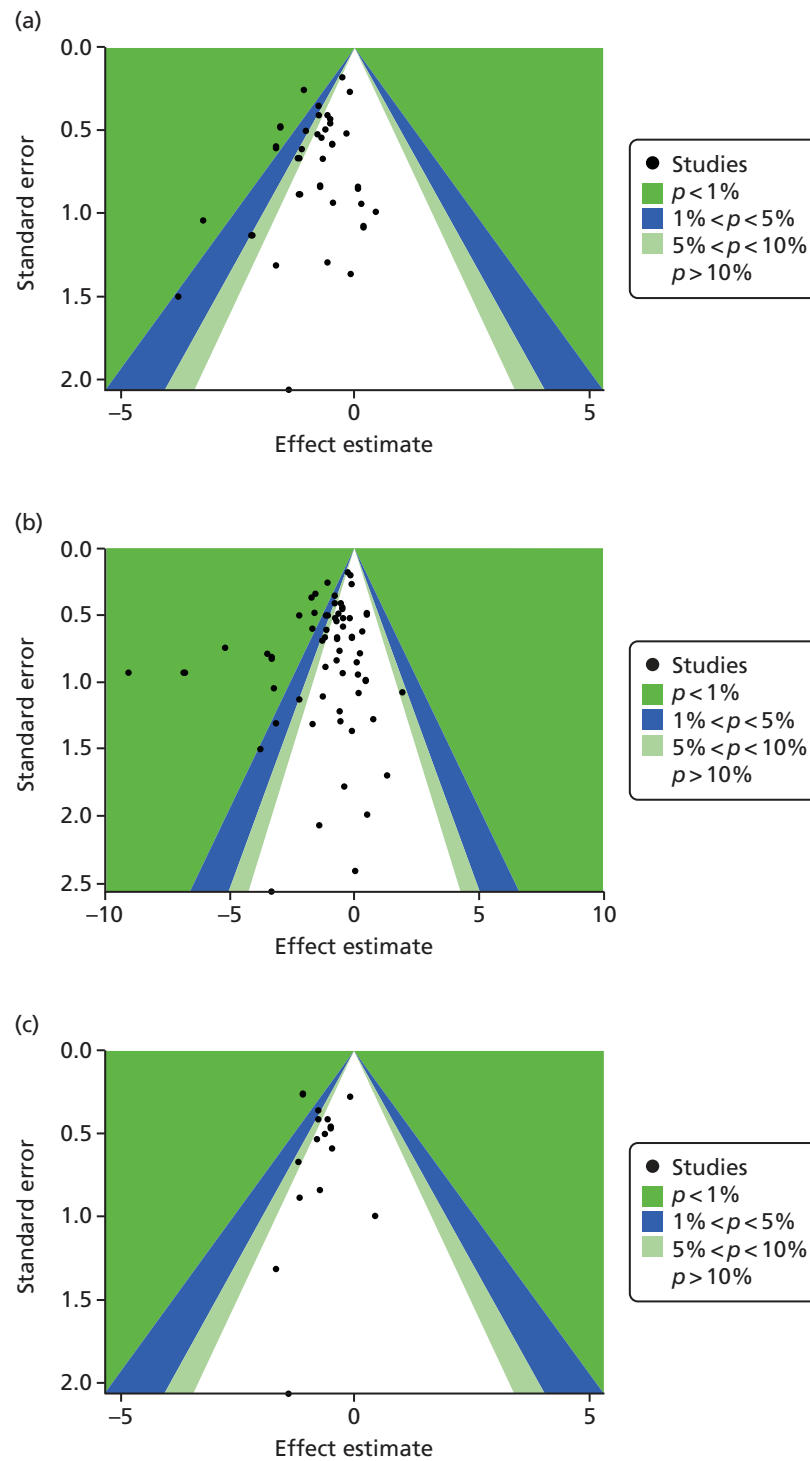 (a)
0.0
0.5
1.0
1.5
2.0
Standard error
−5
0
5
Effect estimate
Studies
p < 1%
1% < p < 5%
5% < p < 10%
p > 10%
(b)
0.0
0.5
1.0
1.5
2.0
2.5
Standard error
−10
−5
0
5
10
Effect estimate
Studies
p < 1%
1% < p < 5%
5% < p < 10%
p > 10%
(c)
0.0
0.5
1.0
1.5
2.0
Standard error
−5
0
5
Effect estimate
Studies
p < 1%
1% < p < 5%
5% < p < 10%
p > 10%